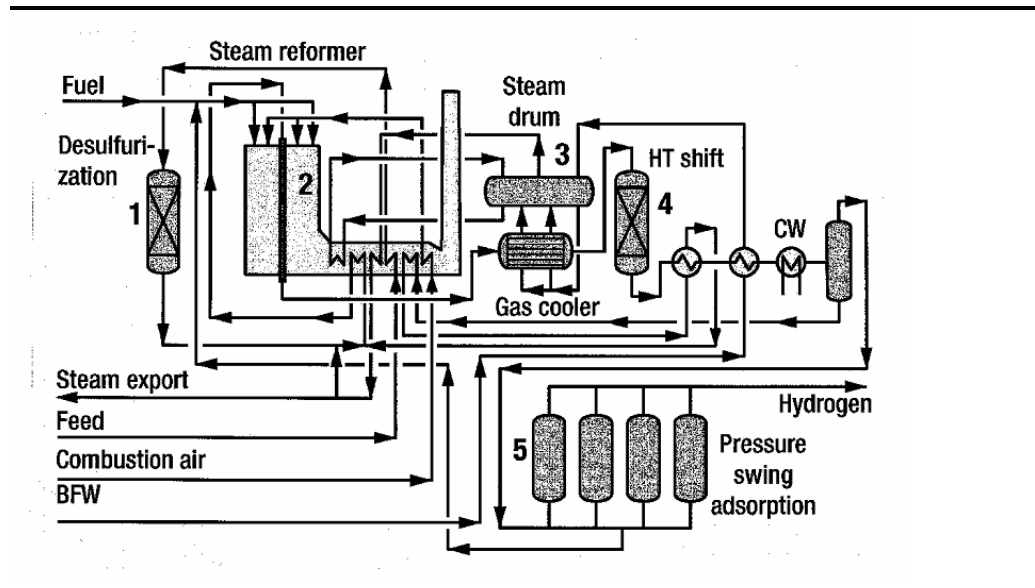 Steam reformer
Fuel
Steam
drum
Desulfuri-
zation
3
HT shift
1
2
4
CW
Gas cooler
Steam export
Hydrogen
Feed
5
Pressure
swing
adsorption
Combustion air
BFW